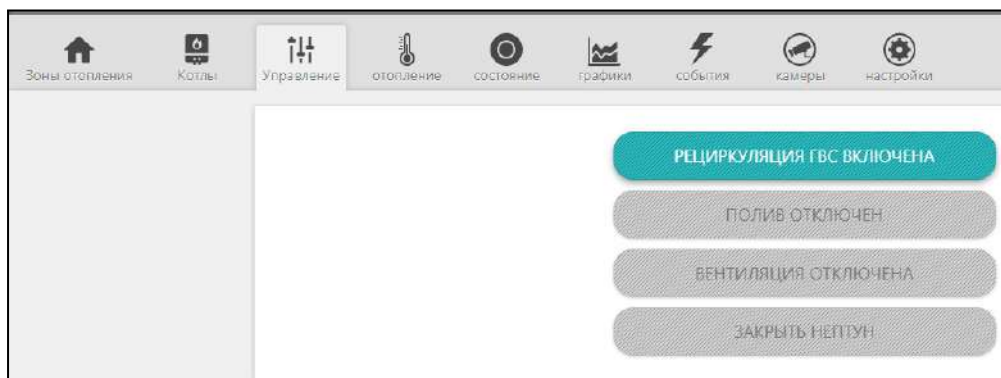 Зоны отопления
Котлы
Управление
отопление
состояние
графики
события
камеры
настройки
РЕЦИРКУЛЯЦИЯ ГВС ВКЛЮЧЕНА
ПОЛИВ ОТКЛЮЧЕН
ВЕНТИЛЯЦИЯ ОТКЛЮЧЕНА
ЗАКРЫТЬ НЕПТУН